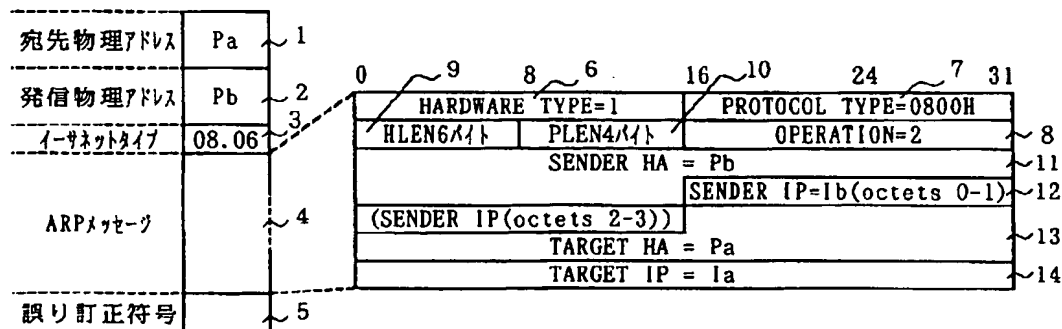 宛先物理アドレス Pa 1
発信物理アドレス Pb 2
イーサネットタイプ 08.06 3
ARPメッセージ 4
誤り訂正符号 5
9 6 10 7
0 8 16 24 31
HARDWARE TYPE=1 PROTOCOL TYPE=0800H
HLEN6バイト PLEN4バイト OPERATION=2 8
SENDER HA = Pb 11
SENDER IP=Ib(octets 0-1) 12
(SENDER IP(octets 2-3))
TARGET HA = Pa 13
TARGET IP = Ia 14